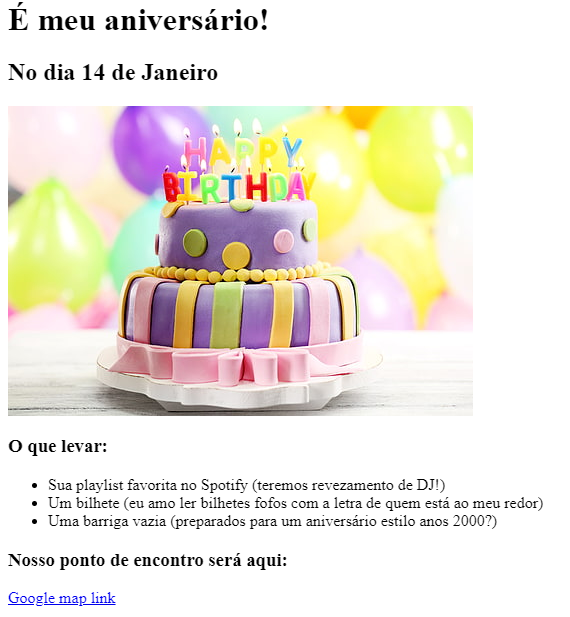 É meu aniversário!
No dia 14 de Janeiro
HAPPY
BIRTHDAY
O que levar:
Sua playlist favorita no Spotify (teremos revezamento de DJ!)
Um bilhete (eu amo ler bilhetes fofos com a letra de quem está ao meu redor)
Uma barriga vazia (preparados para um aniversário estilo anos 2000?)
Nosso ponto de encontro será aqui:
Google map link